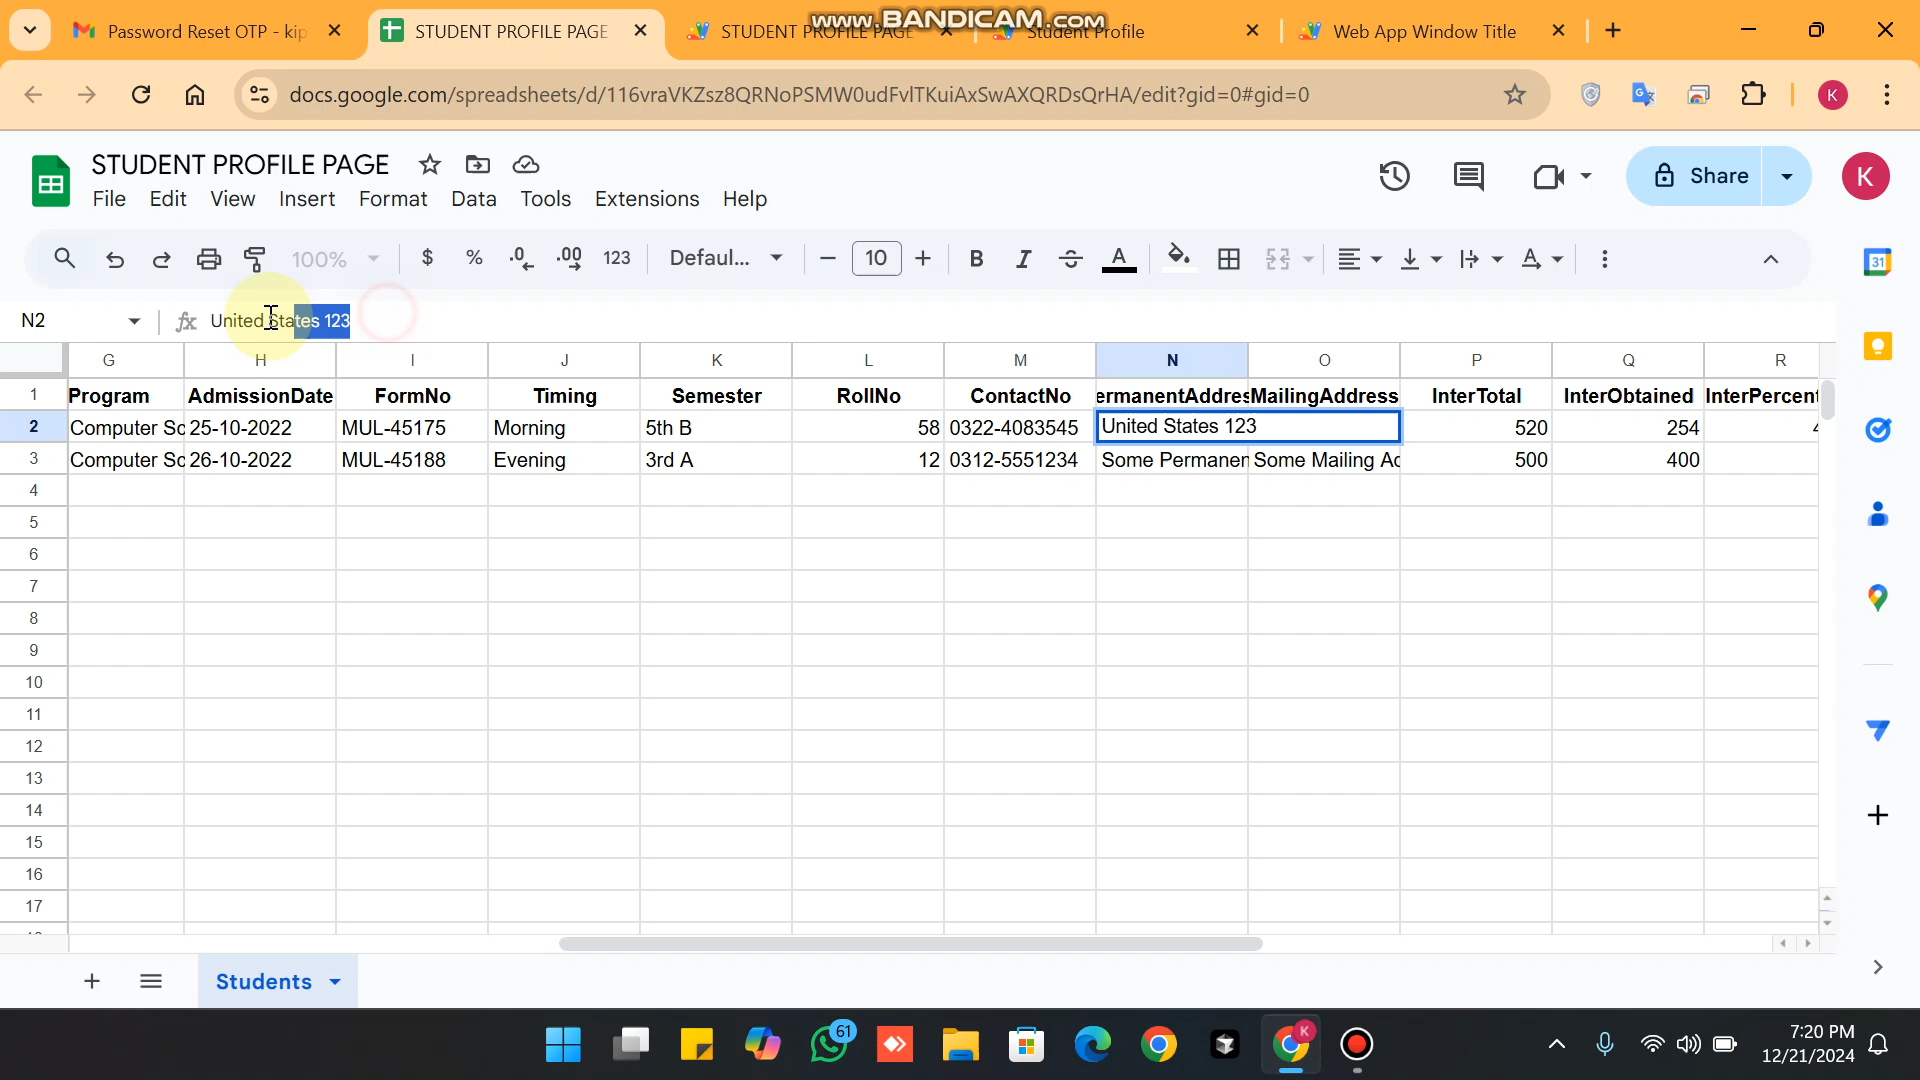 www.BANDICAM.com
Password Reset OTP - kip
STUDENT PROFILE PAGE
STUDENT PROFILE PAGE
Student Profile
Web App Window Title
docs.google.com/spreadsheets/d/116vraVKZsz8QRNoPSMW0udFvlTKuiAxSwAXQRDsQrHA/edit?gid=0#gid=0
K
STUDENT PROFILE PAGE
Share
K
File Edit View Insert Format Data Tools Extensions Help
100% $ % .0 .00 123 Defaul... 10 B I A A
31
N2 fx United States 123
G H I J K L M N O P Q R
1 Program AdmissionDate FormNo Timing Semester RollNo ContactNo ermanentAddres MailingAddress InterTotal InterObtained InterPercent
2 Computer Sc 25-10-2022 MUL-45175 Morning 5th B 58 0322-4083545 United States 123 520 254
3 Computer Sc 26-10-2022 MUL-45188 Evening 3rd A 12 0312-5551234 Some Permanen Some Mailing Ac 500 400
4
5
6
7
8
9
10
11
12
13
14
15
16
17
Students
61
K
7:20 PM
12/21/2024